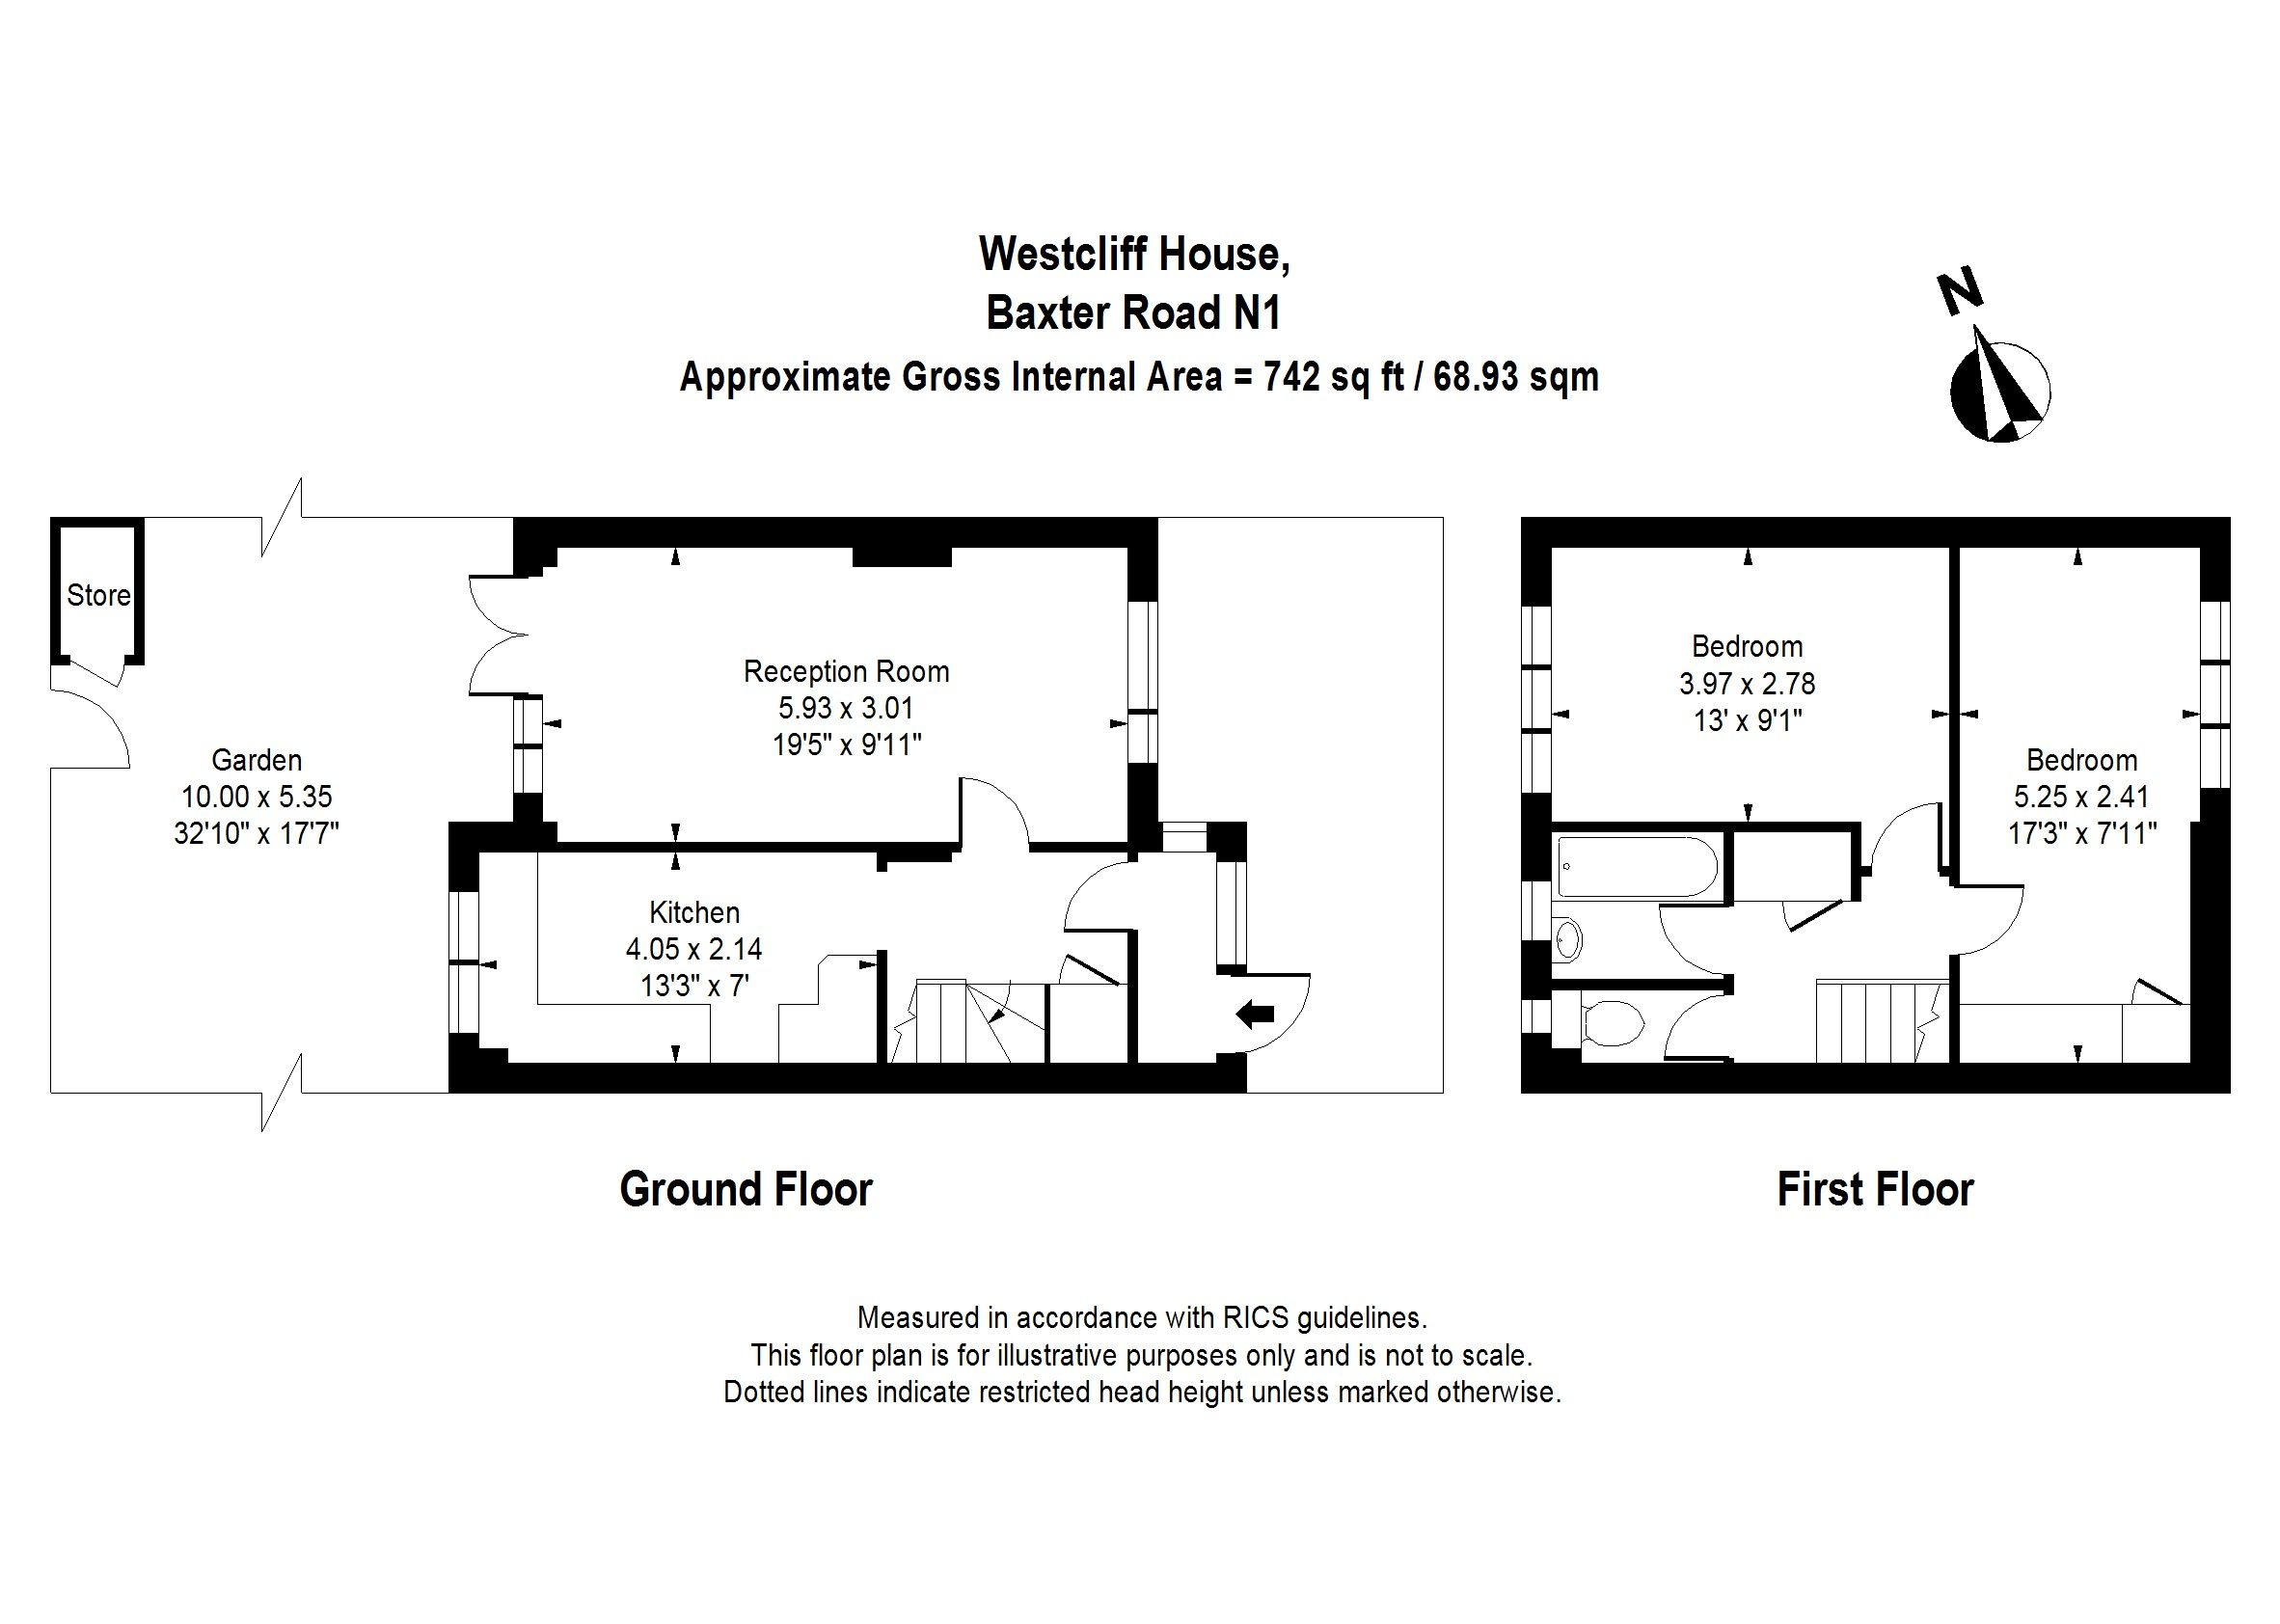 Westcliff House,
Baxter Road N1
Approximate Gross Internal Area = 742 sq ft / 68.93 sqm
N
Store
Garden
10.00 x 5.35
32'10" x 17'7"
Reception Room
5.93 x 3.01
19'5" x 9'11"
Kitchen
4.05 x 2.14
13'3" x 7'
Bedroom
3.97 x 2.78
13' x 9'1"
Bedroom
5.25 x 2.41
17'3" x 7'11"
Ground Floor
First Floor
Measured in accordance with RICS guidelines.
This floor plan is for illustrative purposes only and is not to scale.
Dotted lines indicate restricted head height unless marked otherwise.